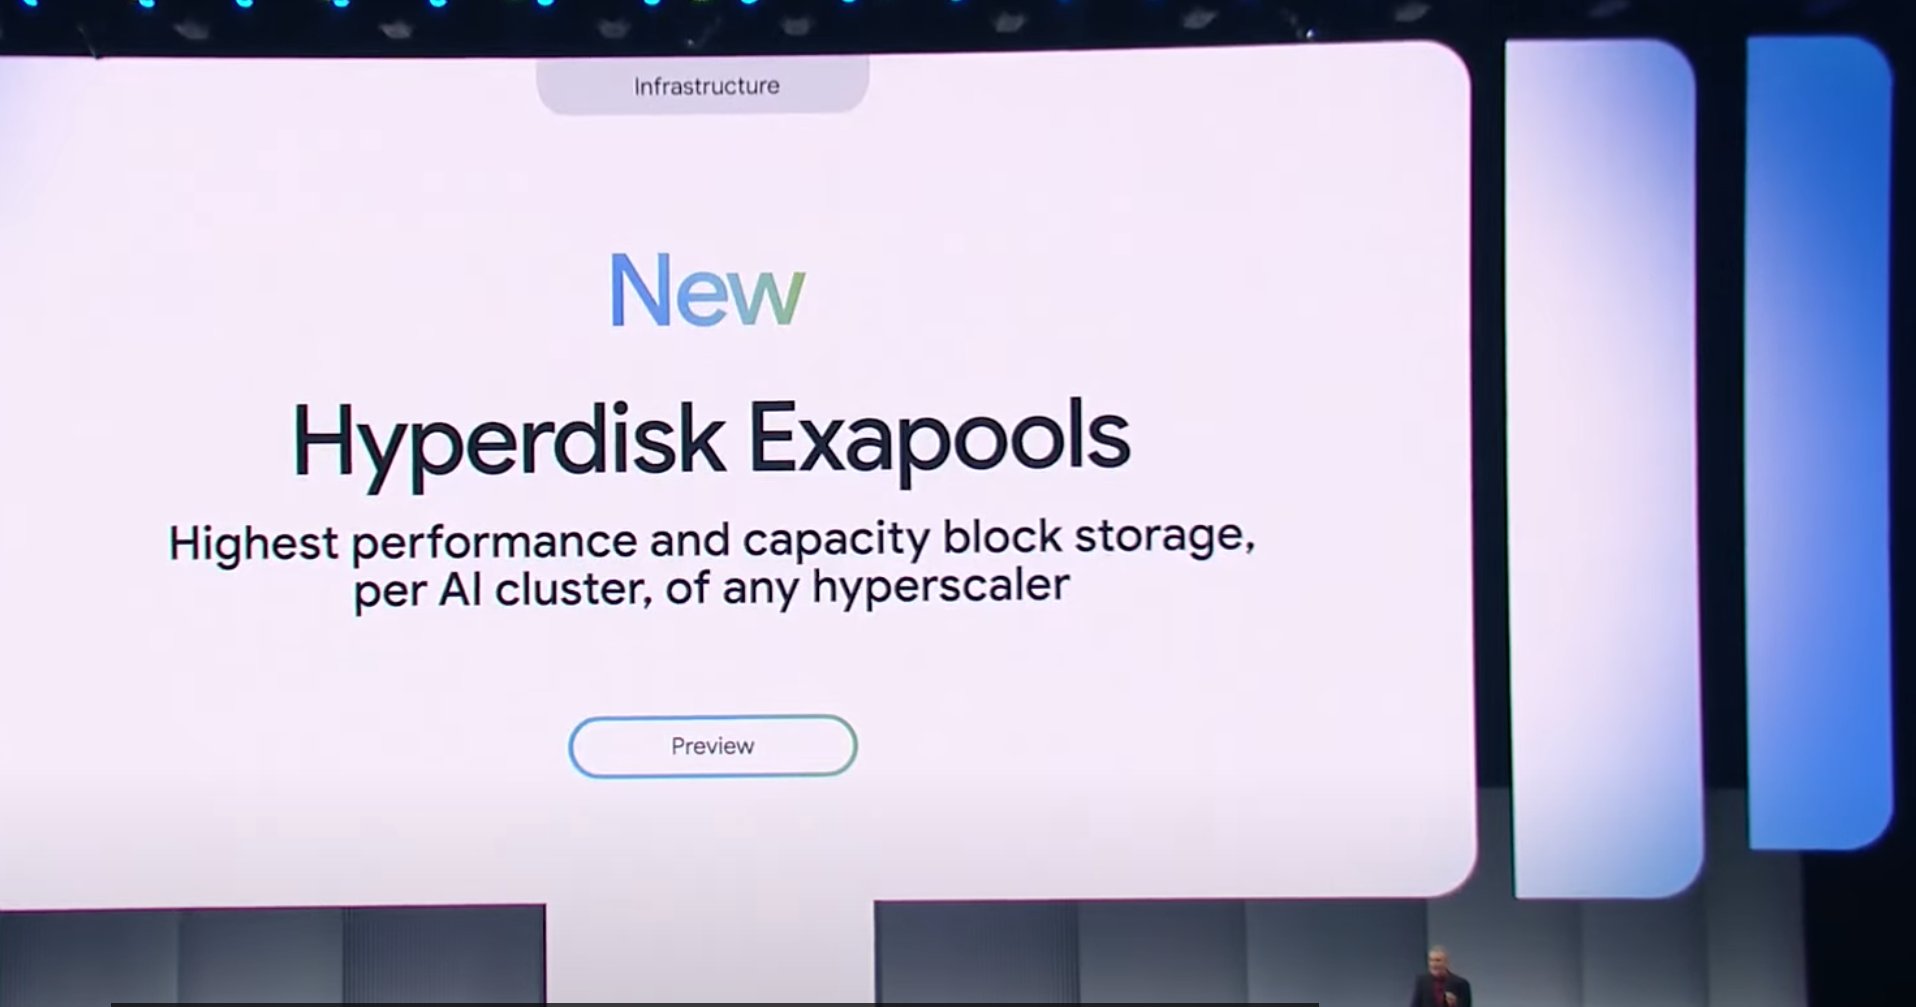 Infrastructure
New
Hyperdisk Exapools
Highest performance and capacity block storage,
per AI cluster, of any hyperscaler
Preview